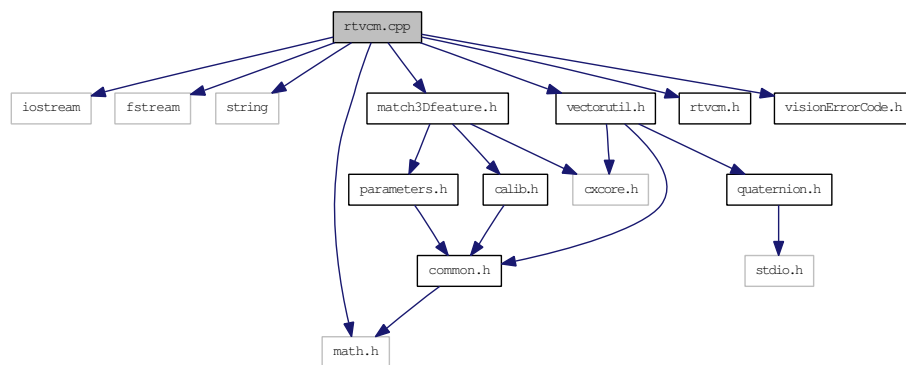 rtvcm.cpp
iostream
fstream
string
match3Dfeature.h
vectorutil.h
rtvcm.h
visionErrorCode.h
parameters.h
calib.h
cxcore.h
quaternion.h
common.h
stdio.h
math.h